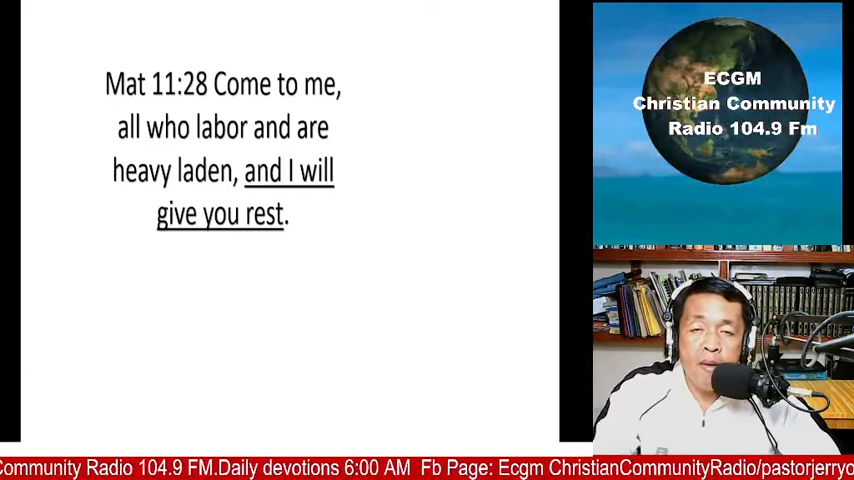 Mat 11:28 Come to me,
all who labor and are
heavy laden, and I will
give you rest.
ECGM
Christian Community
Radio 104.9 Fm
Community Radio 104.9 FM.Daily devotions 6:00 AM Fb Page: Ecgm ChristianCommunityRadio/pastorjerry